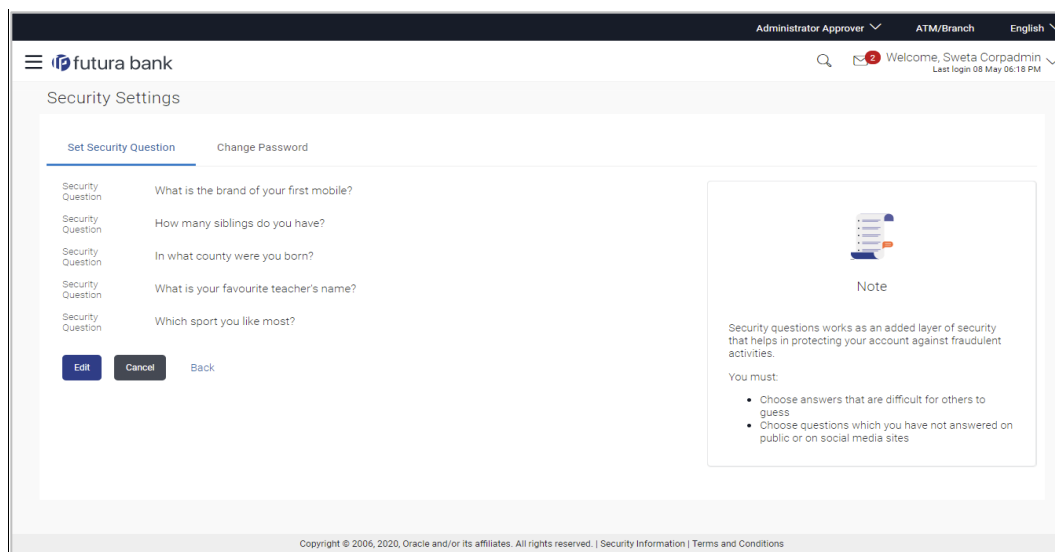 Administrator Approver ATM/Branch English
futura bank 2 Welcome, Sweta Corpadmin
Last login 08 May 06:18 PM
Security Settings
Set Security Question Change Password
Security Question What is the brand of your first mobile?
Security Question How many siblings do you have?
Security Question In what county were you born?
Security Question What is your favourite teacher's name?
Security Question Which sport you like most?
Edit Cancel Back
Note
Security questions works as an added layer of security
that helps in protecting your account against fraudulent
activities.
You must:
• Choose answers that are difficult for others to
guess
• Choose questions which you have not answered on
public or on social media sites
Copyright © 2006, 2020, Oracle and/or its affiliates. All rights reserved. | Security Information | Terms and Conditions